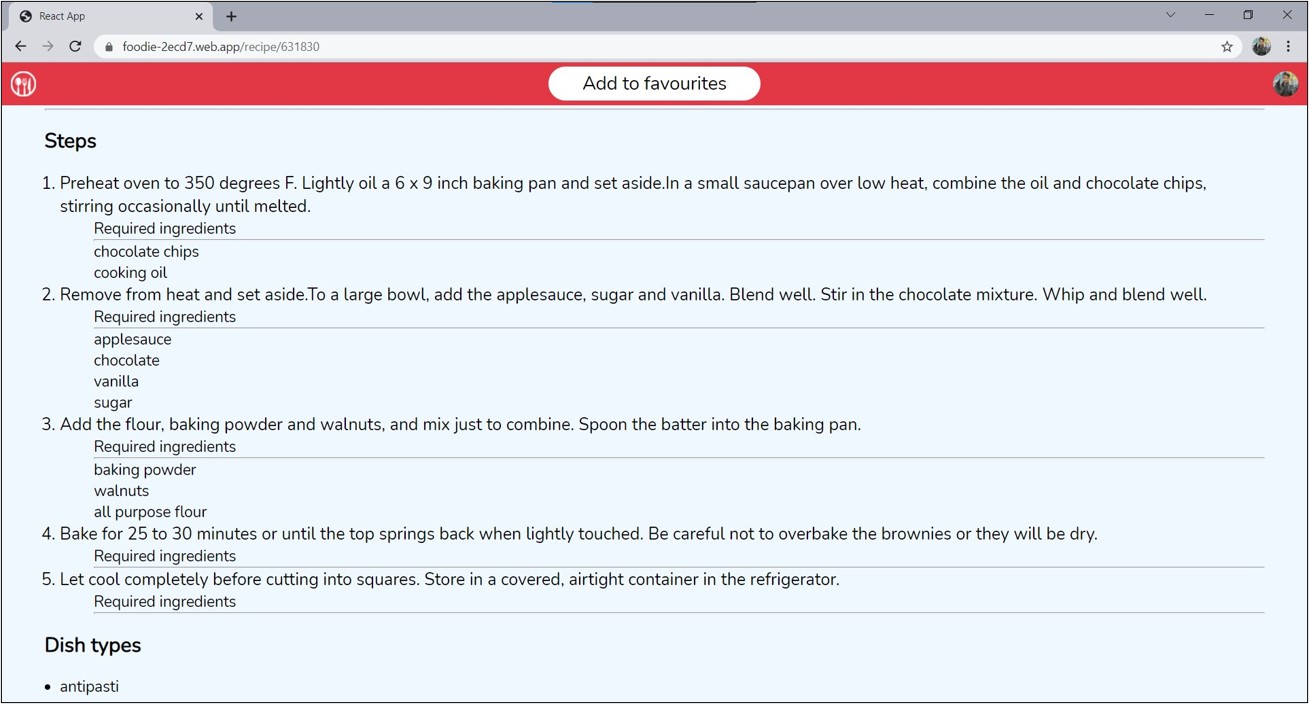 React App
foodie-2ecd7.web.app/recipe/631830
Add to favourites
Steps
1. Preheat oven to 350 degrees F. Lightly oil a 6 x 9 inch baking pan and set aside.In a small saucepan over low heat, combine the oil and chocolate chips,
stirring occasionally until melted.
Required ingredients
chocolate chips
cooking oil
2. Remove from heat and set aside.To a large bowl, add the applesauce, sugar and vanilla. Blend well. Stir in the chocolate mixture. Whip and blend well.
Required ingredients
applesauce
chocolate
vanilla
sugar
3. Add the flour, baking powder and walnuts, and mix just to combine. Spoon the batter into the baking pan.
Required ingredients
baking powder
walnuts
all purpose flour
4. Bake for 25 to 30 minutes or until the top springs back when lightly touched. Be careful not to overbake the brownies or they will be dry.
Required ingredients
5. Let cool completely before cutting into squares. Store in a covered, airtight container in the refrigerator.
Required ingredients
Dish types
• antipasti